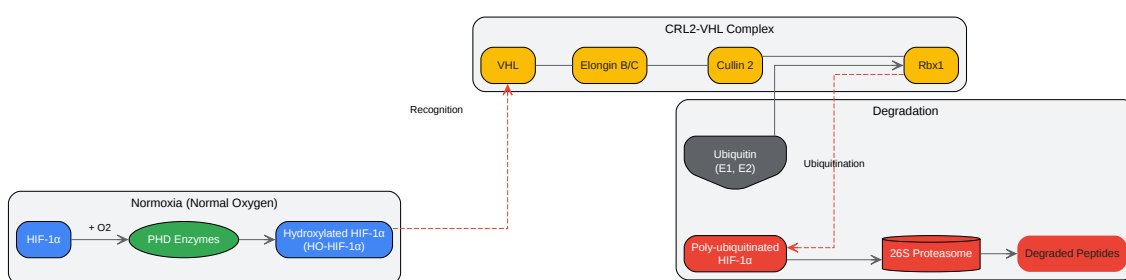 CRL2-VHL Complex
VHL
Elongin B/C
Cullin 2
Rbx1
Recognition
Degradation
Ubiquitin
(E1, E2)
Ubiquitination
Normoxia (Normal Oxygen)
HIF-1α
+ O2
PHD Enzymes
Hydroxylated HIF-1α
(HO-HIF-1α)
Poly-ubiquitinated
HIF-1α
26S Proteasome
Degraded Peptides